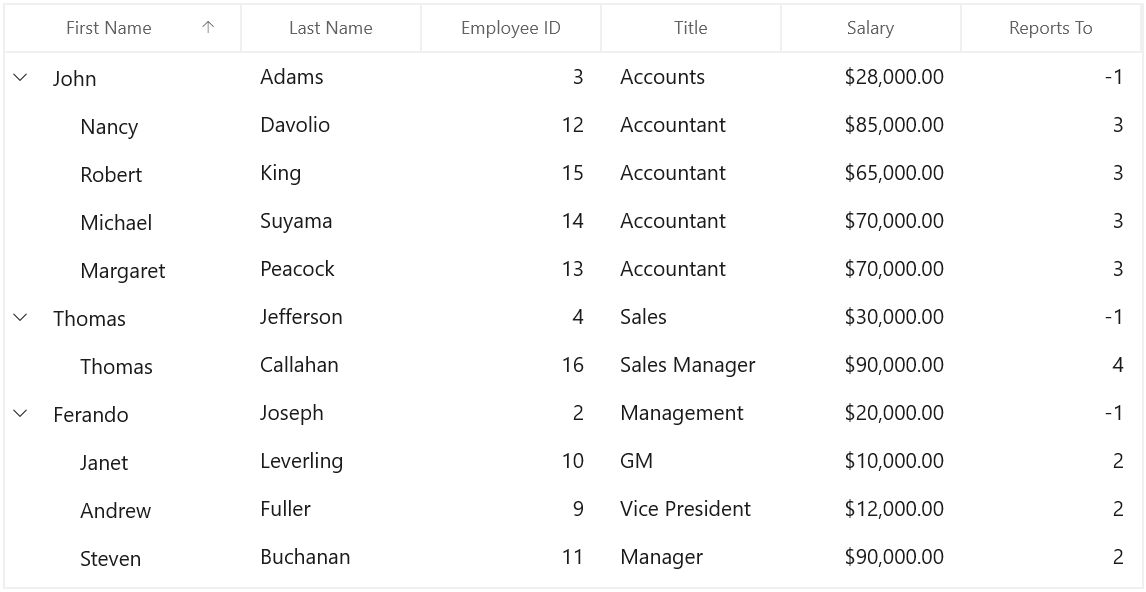 First Name Last Name Employee ID Title Salary Reports To
John Adams 3 Accounts $28,000.00 -1
Nancy Davolio 12 Accountant $85,000.00 3
Robert King 15 Accountant $65,000.00 3
Michael Suyama 14 Accountant $70,000.00 3
Margaret Peacock 13 Accountant $70,000.00 3
Thomas Jefferson 4 Sales $30,000.00 -1
Thomas Callahan 16 Sales Manager $90,000.00 4
Ferando Joseph 2 Management $20,000.00 -1
Janet Leverling 10 GM $10,000.00 2
Andrew Fuller 9 Vice President $12,000.00 2
Steven Buchanan 11 Manager $90,000.00 2